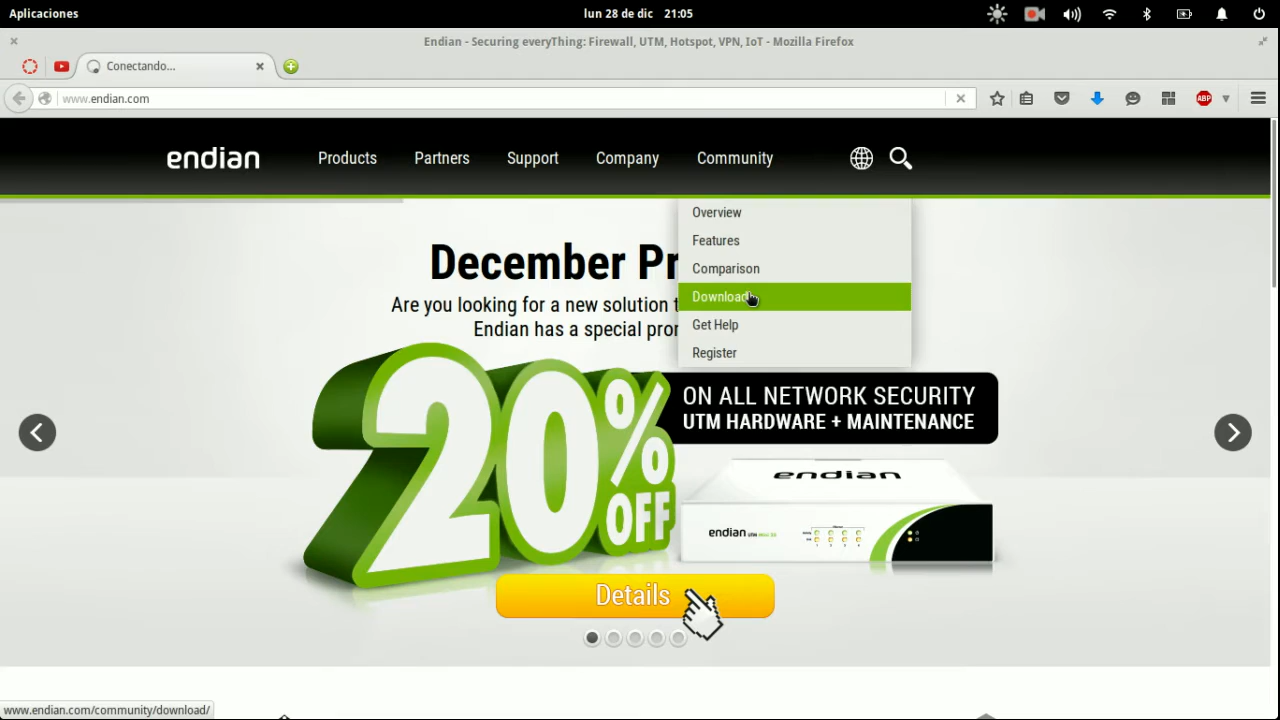 Aplicaciones
lun 28 de dic 21:05
Endian - Securing everyThing: Firewall, UTM, Hotspot, VPN, IoT - Mozilla Firefox
Conectando...
www.endian.com
ABP
endian
Products
Partners
Support
Company
Community
Overview
Features
Comparison
Download
Get Help
Register
December Pr
Are you looking for a new solution t
Endian has a special pro
20% OFF
ON ALL NETWORK SECURITY
UTM HARDWARE + MAINTENANCE
endian
endian
Details
www.endian.com/community/download/